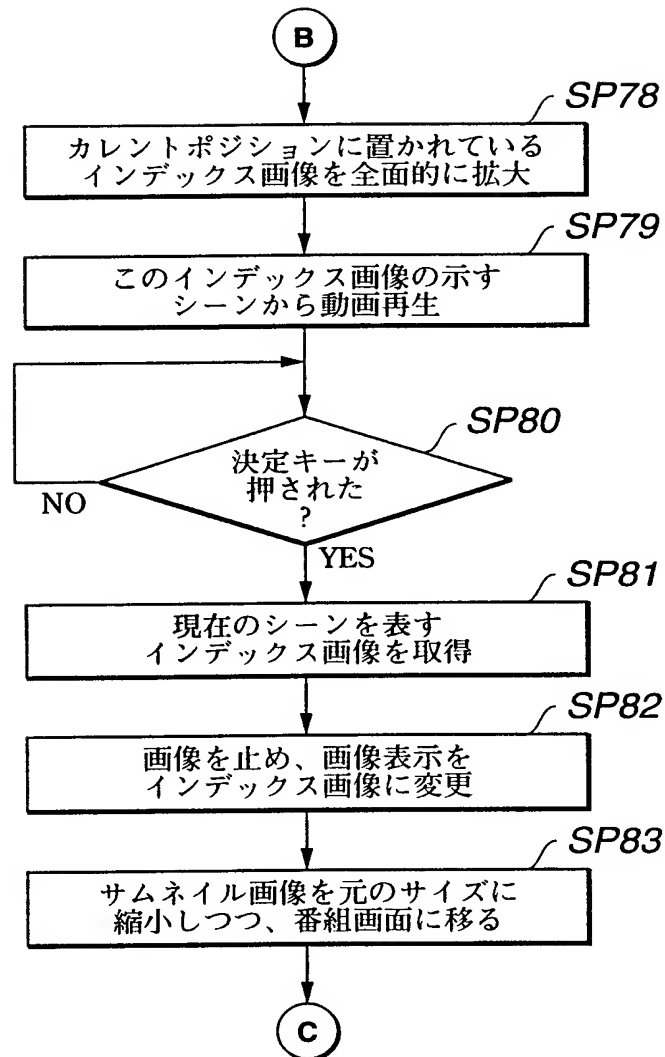 B
SP78
カレントポジションに置かれている
インデックス画像を全面的に拡大
SP79
このインデックス画像の示す
シーンから動画再生
SP80
決定キーが
押された
?
NO
YES
SP81
現在のシーンを表す
インデックス画像を取得
SP82
画像を止め、画像表示を
インデックス画像に変更
SP83
サムネイル画像を元のサイズに
縮小しつつ、番組画面に移る
C